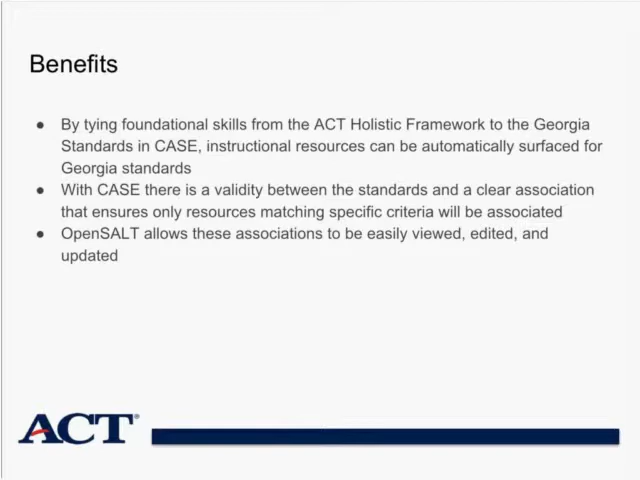 Benefits
● By tying foundational skills from the ACT Holistic Framework to the Georgia
Standards in CASE, instructional resources can be automatically surfaced for
Georgia standards
● With CASE there is a validity between the standards and a clear association
that ensures only resources matching specific criteria will be associated
● OpenSALT allows these associations to be easily viewed, edited, and
updated
ACT®